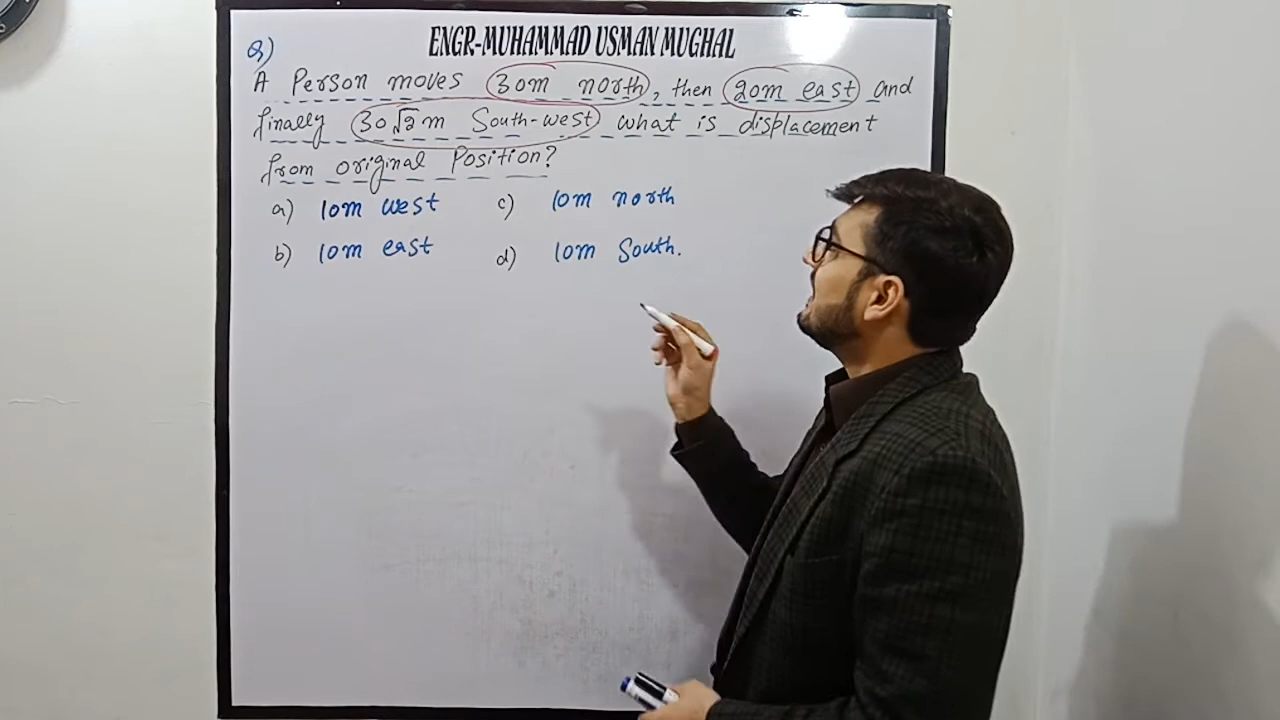 ENGR-MUHAMMAD USMAN MUGHAL
Q)
A Person moves 30m north, then 20m east and
finally 30√2 m South-west what is displacement
from original Position?
a) 10m west c) 10m north
b) 10m east d) 10m South.